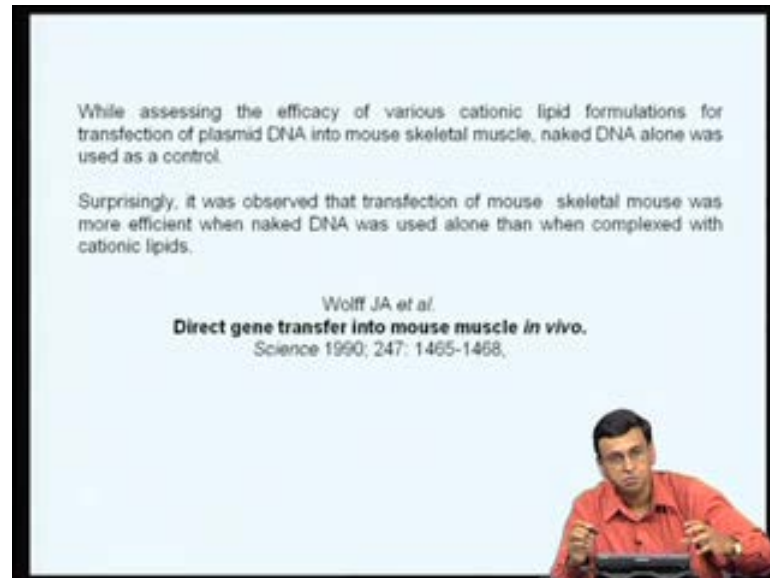 While assessing the efficacy of various cationic lipid formulations for
transfection of plasmid DNA into mouse skeletal muscle, naked DNA alone was
used as a control.
Surprisingly, it was observed that transfection of mouse skeletal mouse was
more efficient when naked DNA was used alone than when complexed with
cationic lipids.
Wolff JA et al.
Direct gene transfer into mouse muscle in vivo.
Science 1990; 247: 1465-1468,